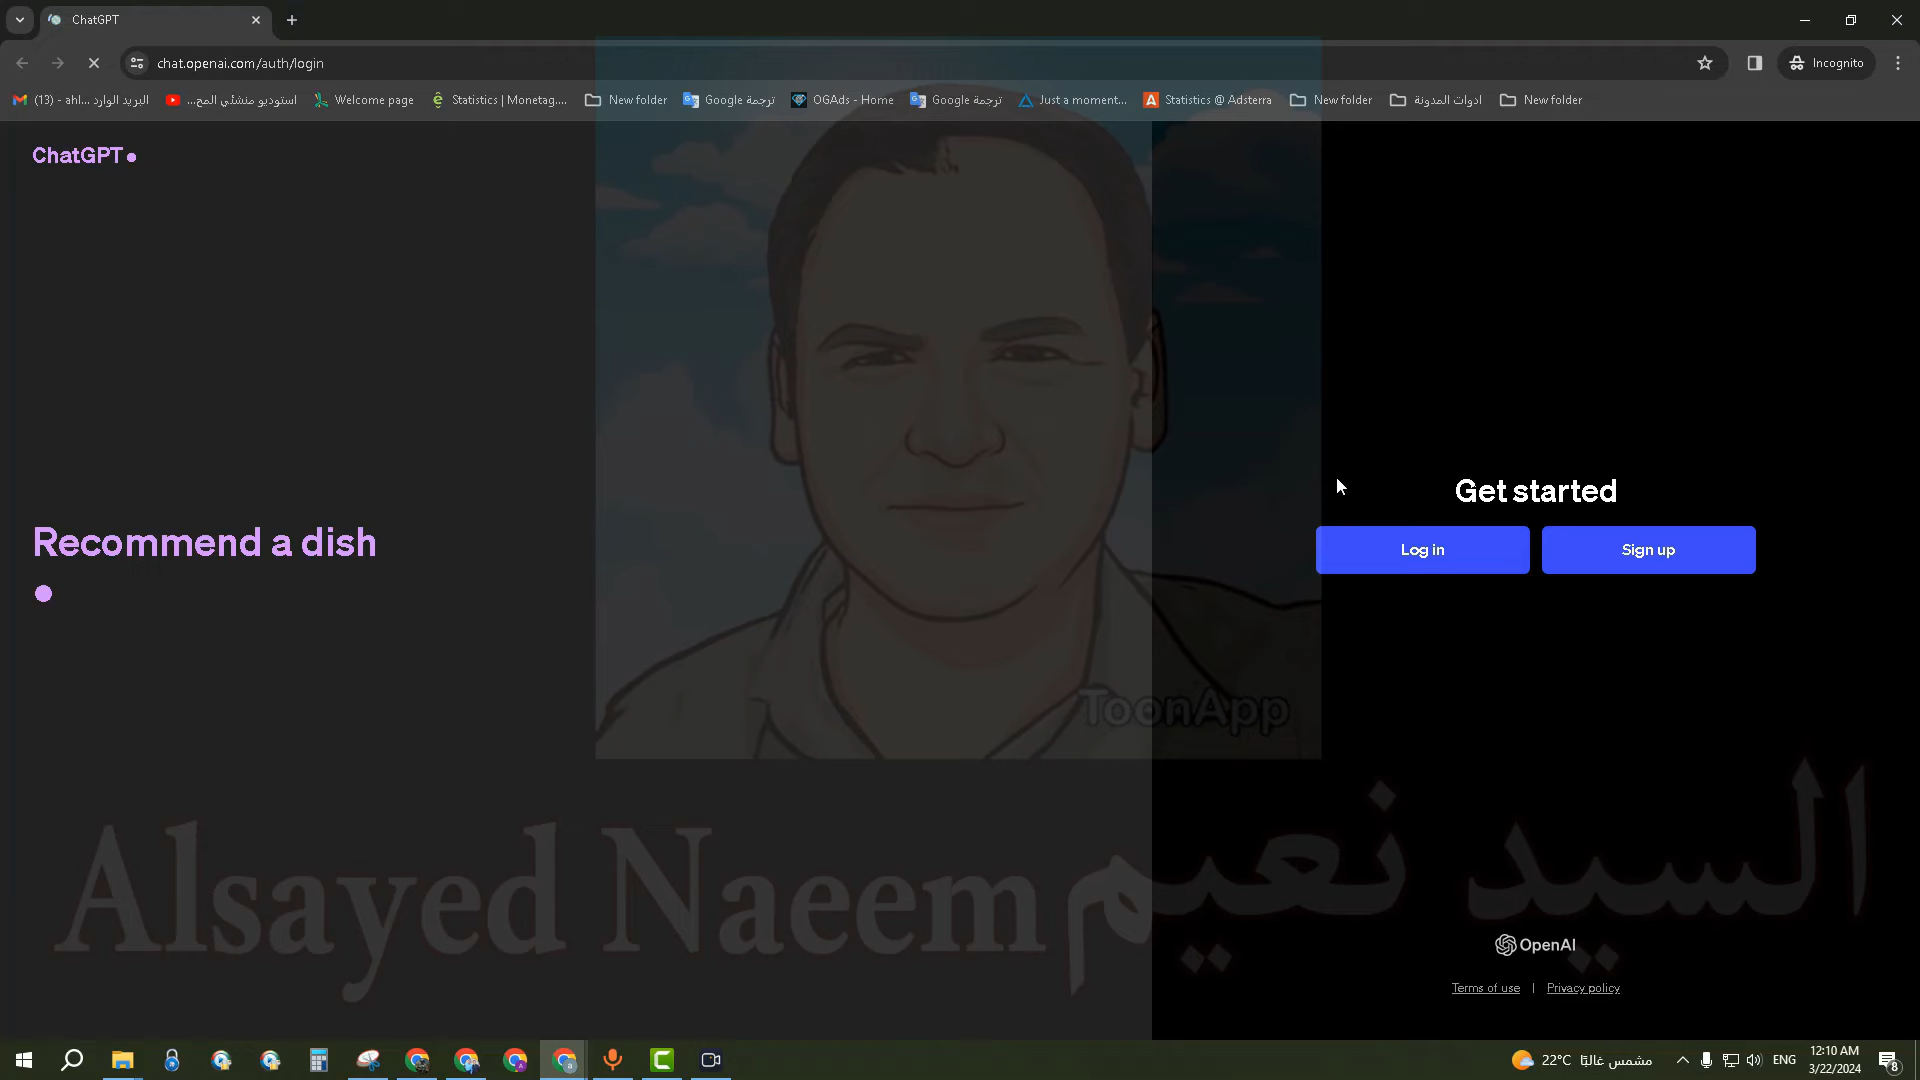 ChatGPT
chat.openai.com/auth/login
Incognito
(13) - ahl... البريد الوارد
استوديو منشئي المح...
Welcome page
Statistics | Monetag....
New folder
Google ترجمة
OGAds - Home
Google ترجمة
Just a moment...
Statistics @ Adsterra
New folder
ادوات المدونة
New folder
ChatGPT
Recommend a dish
Get started
Log in
Sign up
ToonApp
Alsayed Naeem السيد نعيم
OpenAI
Terms of use | Privacy policy
22°C مشمس غالبًا
ENG
12:10 AM
3/22/2024
8